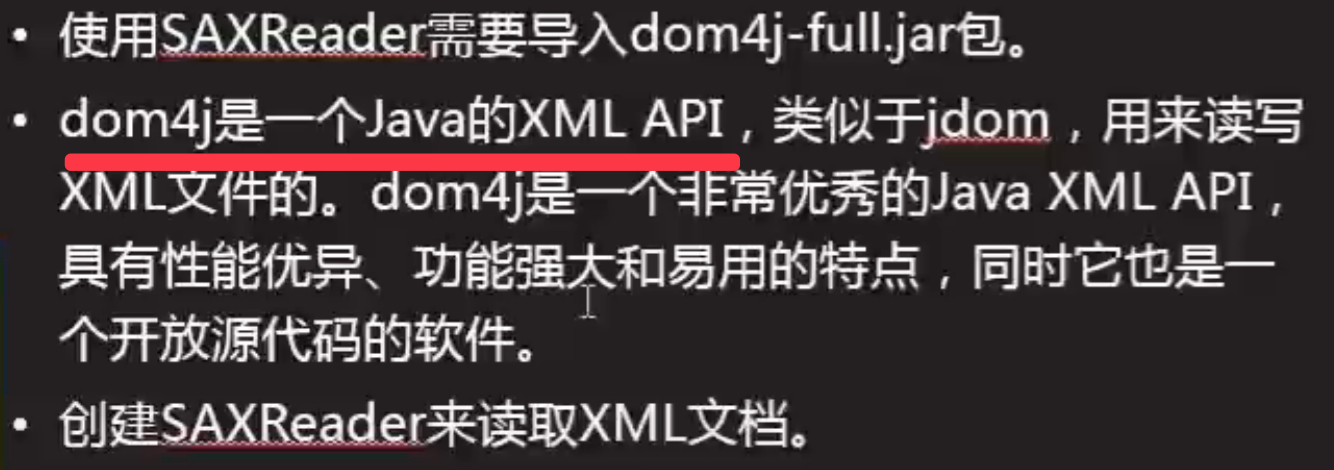 • 使用SAXReader需要导入dom4j-full.jar包。
• dom4j是一个Java的XML API，类似于jdom，用来读写
XML文件的。dom4j是一个非常优秀的Java XML API，
具有性能优异、功能强大和易用的特点，同时它也是一
个开放源代码的软件。
• 创建SAXReader来读取XML文档。